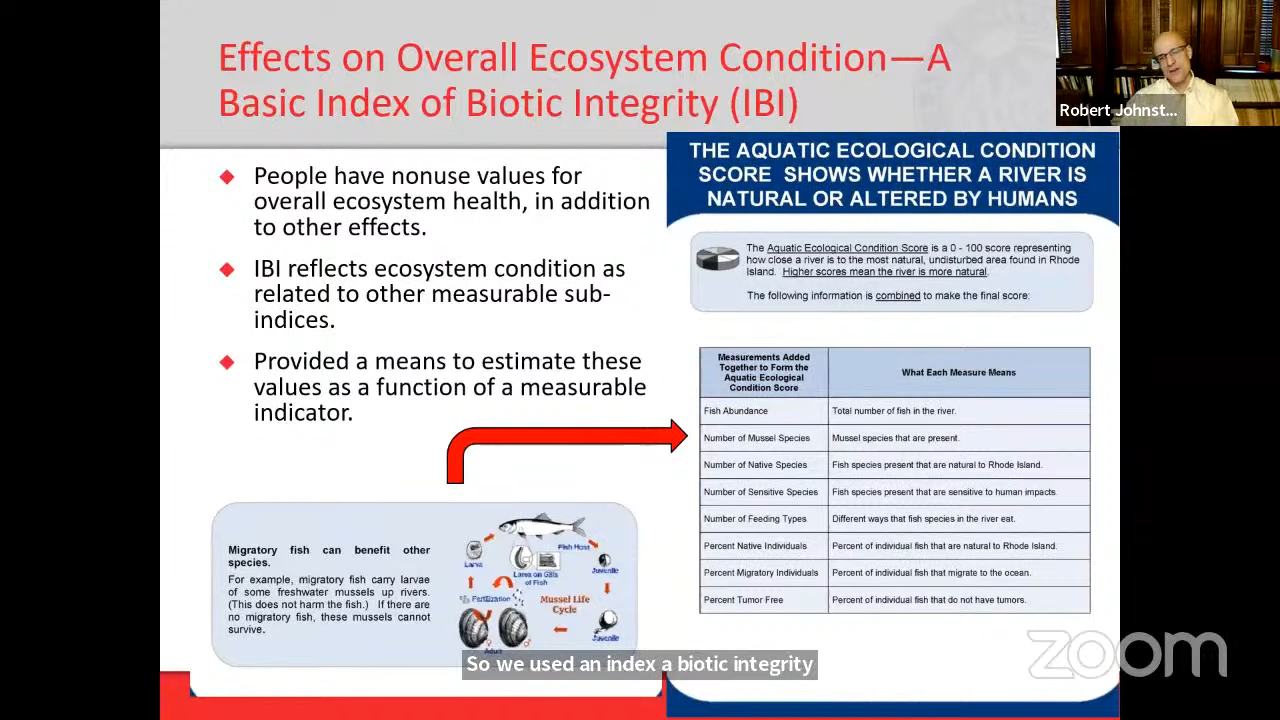 Effects on Overall Ecosystem Condition—A
Basic Index of Biotic Integrity (IBI)
Robert Johnst...
People have nonuse values for
overall ecosystem health, in addition
to other effects.
IBI reflects ecosystem condition as
related to other measurable sub-
indices.
Provided a means to estimate these
values as a function of a measurable
indicator.
Migratory fish can benefit other
species.
For example, migratory fish carry larvae
of some freshwater mussels up rivers.
(This does not harm the fish.) If there are
no migratory fish, these mussels cannot
survive.
Fish Host
Larva
Larva on Gills
of Fish
Juvenile
Fertilization
Mussel Life
Cycle
Juvenile
Adult
THE AQUATIC ECOLOGICAL CONDITION
SCORE SHOWS WHETHER A RIVER IS
NATURAL OR ALTERED BY HUMANS
The Aquatic Ecological Condition Score is a 0 - 100 score representing
how close a river is to the most natural, undisturbed area found in Rhode
Island. Higher scores mean the river is more natural.
The following information is combined to make the final score:
Measurements Added
Together to Form the
Aquatic Ecological
Condition Score
What Each Measure Means
Fish Abundance
Total number of fish in the river.
Number of Mussel Species
Mussel species that are present.
Number of Native Species
Fish species present that are natural to Rhode Island.
Number of Sensitive Species
Fish species present that are sensitive to human impacts.
Number of Feeding Types
Different ways that fish species in the river eat.
Percent Native Individuals
Percent of individual fish that are natural to Rhode Island.
Percent Migratory Individuals
Percent of individual fish that migrate to the ocean.
Percent Tumor Free
Percent of individual fish that do not have tumors.
So we used an index a biotic integrity
zoom